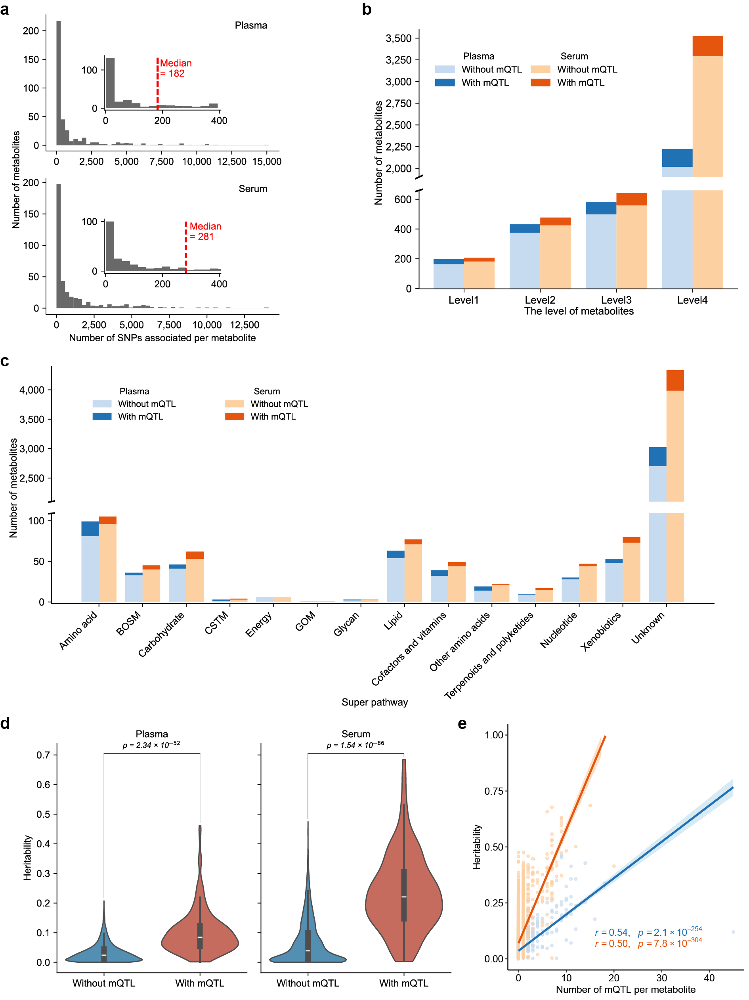 a
Plasma
200
150
100
50
0
Median
= 182
100
0
0 200 400
0 2,500 5,000 7,500 10,000 12,500 15,000
Number of metabolites
Serum
200
150
100
50
0
Median
= 281
100
0
0 200 400
0 2,500 5,000 7,500 10,000 12,500
Number of SNPs associated per metabolite
b
Number of metabolites
3,500
3,250
3,000
2,750
2,500
2,250
2,000
600
400
200
0
Plasma Serum
Without mQTL Without mQTL
With mQTL With mQTL
Level1 Level2 Level3 Level4
The level of metabolites
c
Number of metabolites
4,000
3,500
3,000
2,500
100
50
0
Plasma Serum
Without mQTL Without mQTL
With mQTL With mQTL
Amino acid
BOSM
Carbohydrate
CSTM
Energy
GOM
Glycan
Lipid
Cofactors and vitamins
Other amino acids
Terpenoids and polyketides
Nucleotide
Xenobiotics
Unknown
Super pathway
d
Plasma
p = 2.34 × 10⁻⁵²
Serum
p = 1.54 × 10⁻⁸⁶
Heritability
0.7
0.6
0.5
0.4
0.3
0.2
0.1
0.0
Without mQTL With mQTL
Without mQTL With mQTL
e
Heritability
1.00
0.75
0.50
0.25
0.00
r = 0.54, p = 2.1 × 10⁻²⁵⁴
r = 0.50, p = 7.8 × 10⁻³⁰⁴
0 10 20 30 40
Number of mQTL per metabolite